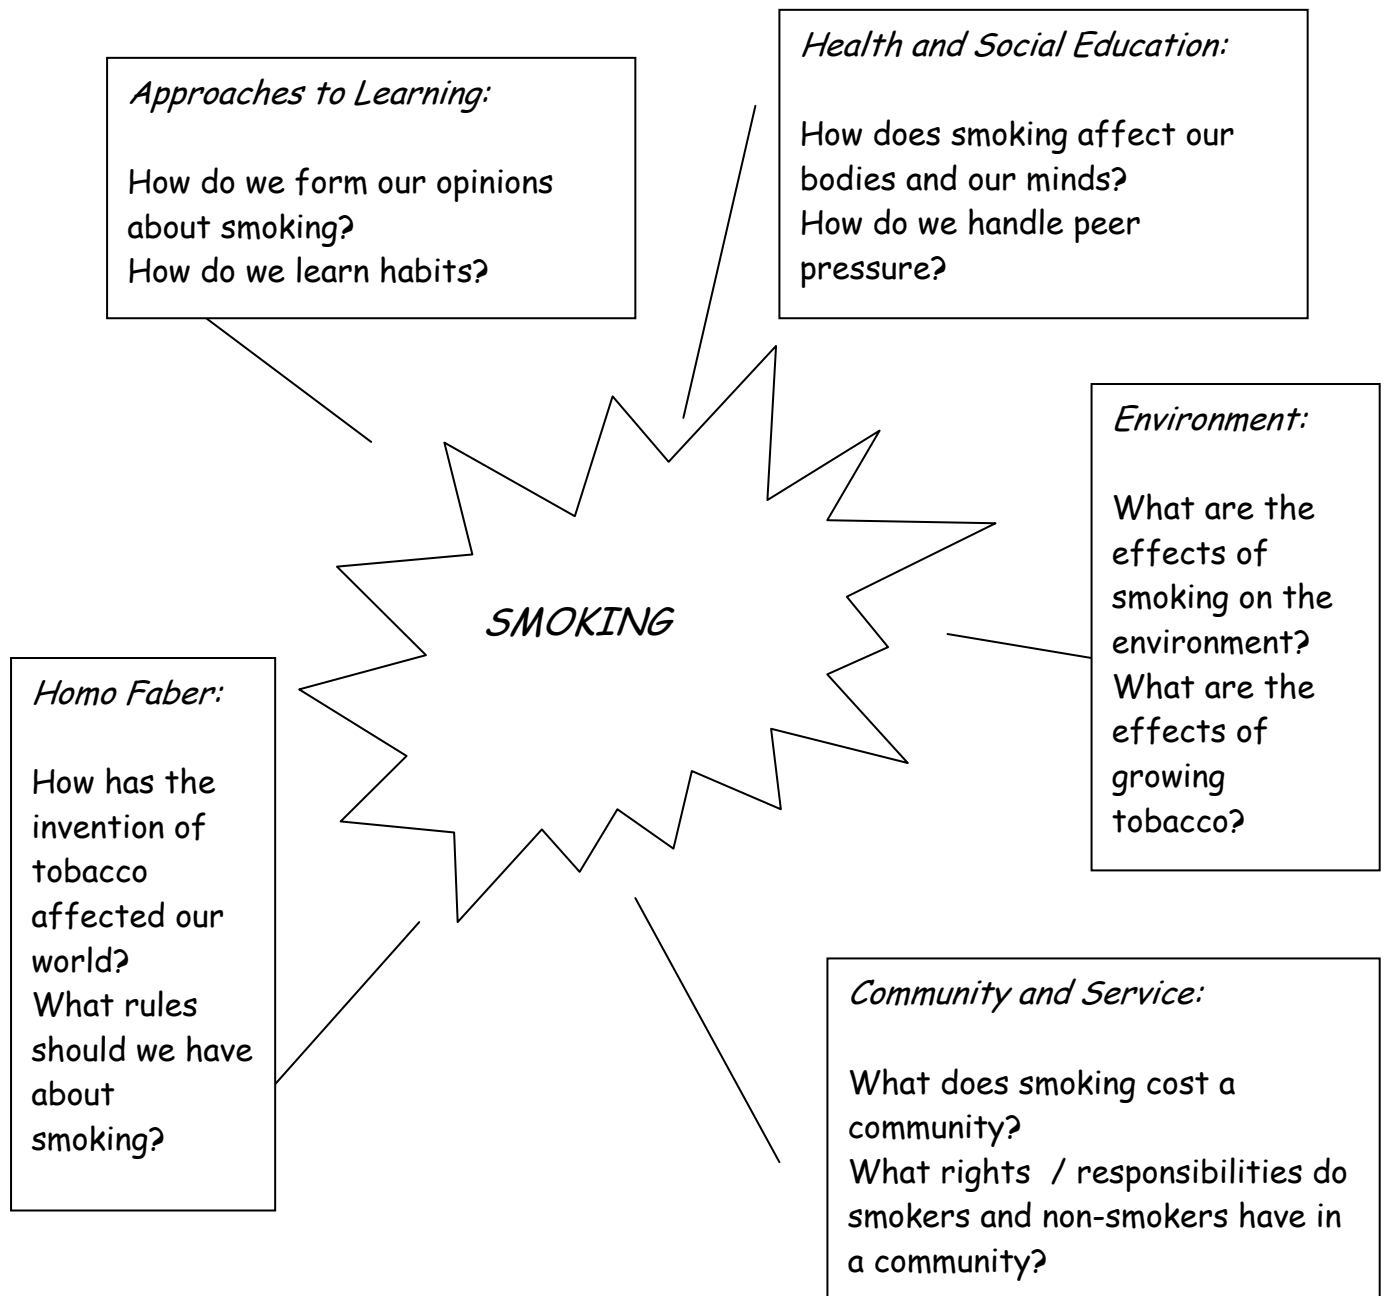 Approaches to Learning:
How do we form our opinions
about smoking?
How do we learn habits?
Health and Social Education:
How does smoking affect our
bodies and our minds?
How do we handle peer
pressure?
Environment:
What are the
effects of
smoking on the
environment?
What are the
effects of
growing
tobacco?
SMOKING
Homo Faber:
How has the
invention of
tobacco
affected our
world?
What rules
should we have
about
smoking?
Community and Service:
What does smoking cost a
community?
What rights / responsibilities do
smokers and non-smokers have in
a community?